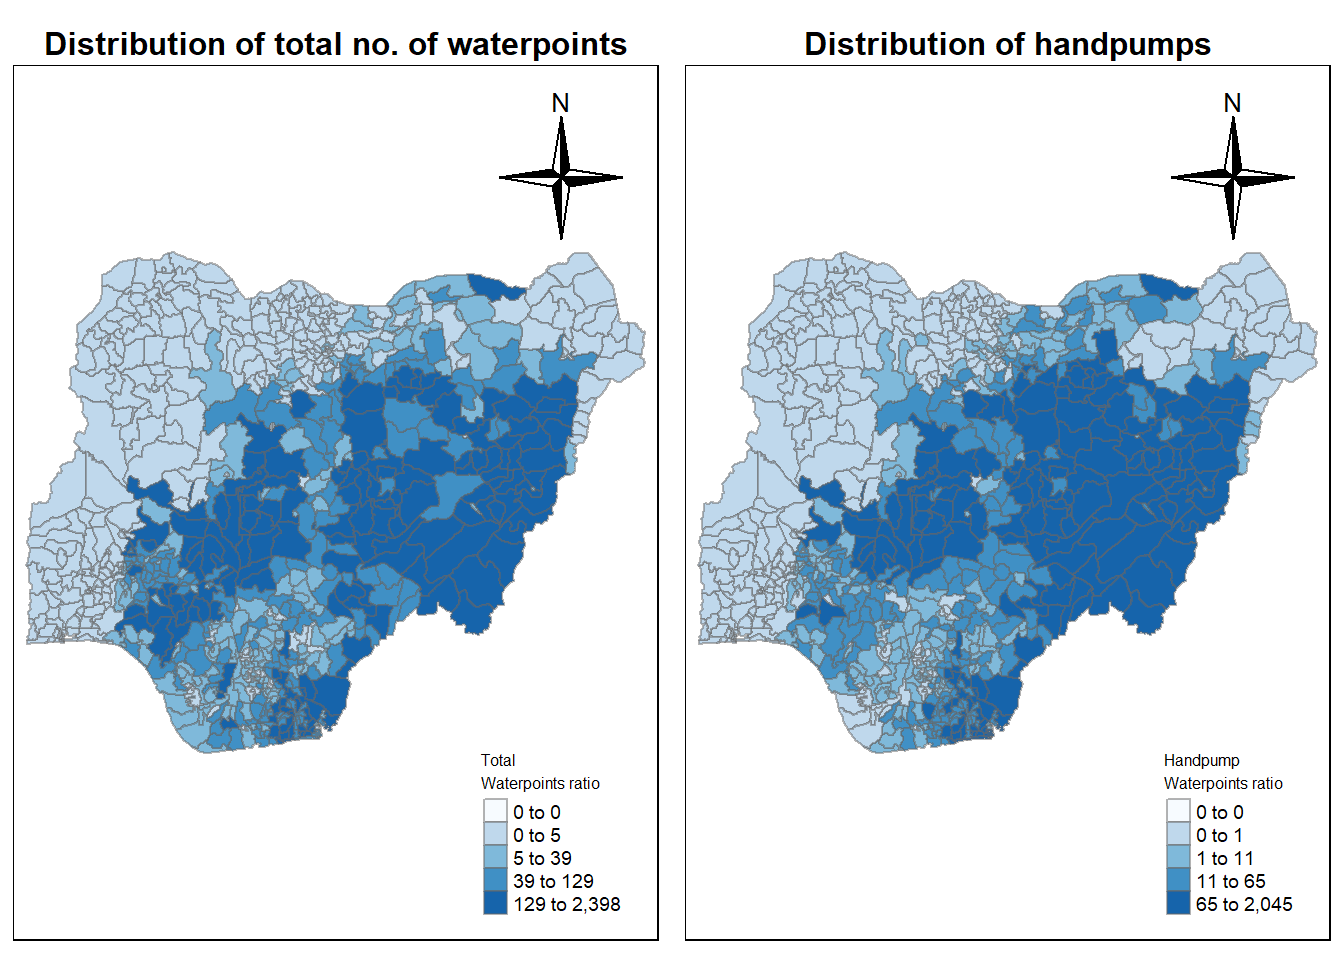 Distribution of total no. of waterpoints
N
Total
Waterpoints ratio
0 to 0
0 to 5
5 to 39
39 to 129
129 to 2,398
Distribution of handpumps
N
Handpump
Waterpoints ratio
0 to 0
0 to 1
1 to 11
11 to 65
65 to 2,045